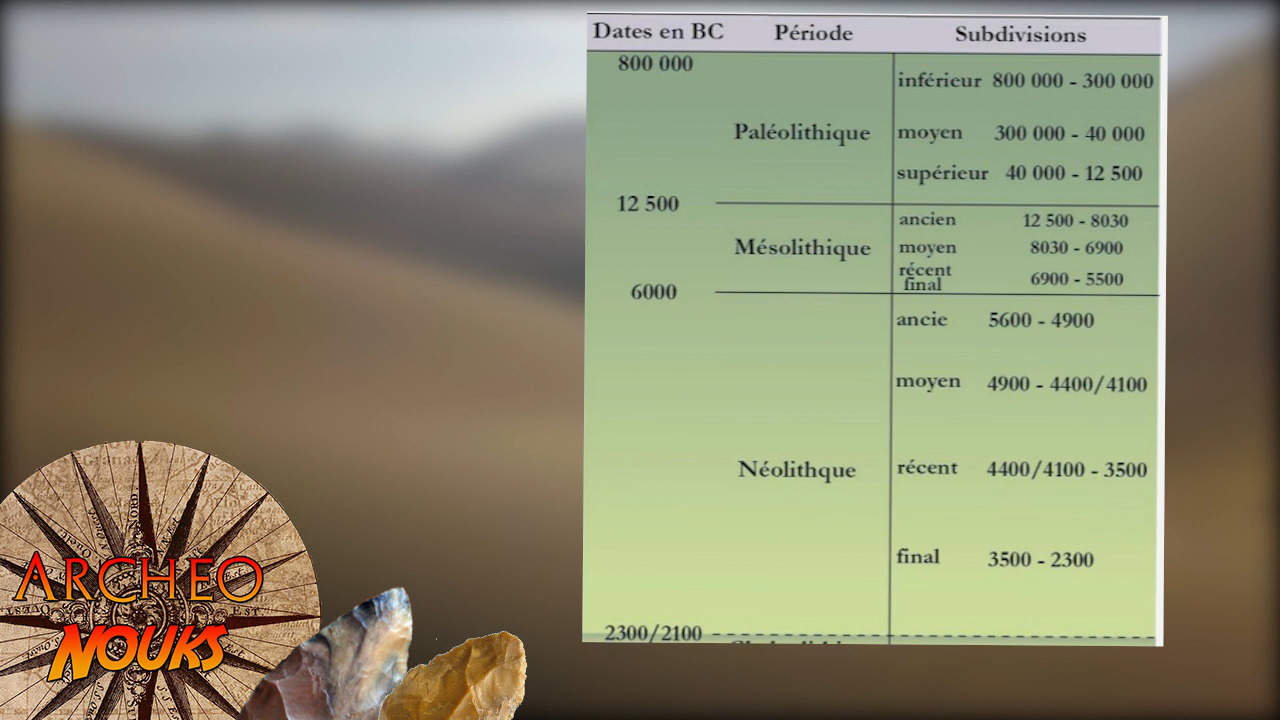 Dates en BC Période Subdivisions
800 000
inférieur 800 000 - 300 000
Paléolithique moyen 300 000 - 40 000
supérieur 40 000 - 12 500
12 500
ancien 12 500 - 8030
Mésolithique moyen 8030 - 6900
récent
final 6900 - 5500
6000
ancie 5600 - 4900
moyen 4900 - 4400/4100
Néolithque récent 4400/4100 - 3500
final 3500 - 2300
2300/2100
ARCHEO
NOUKS